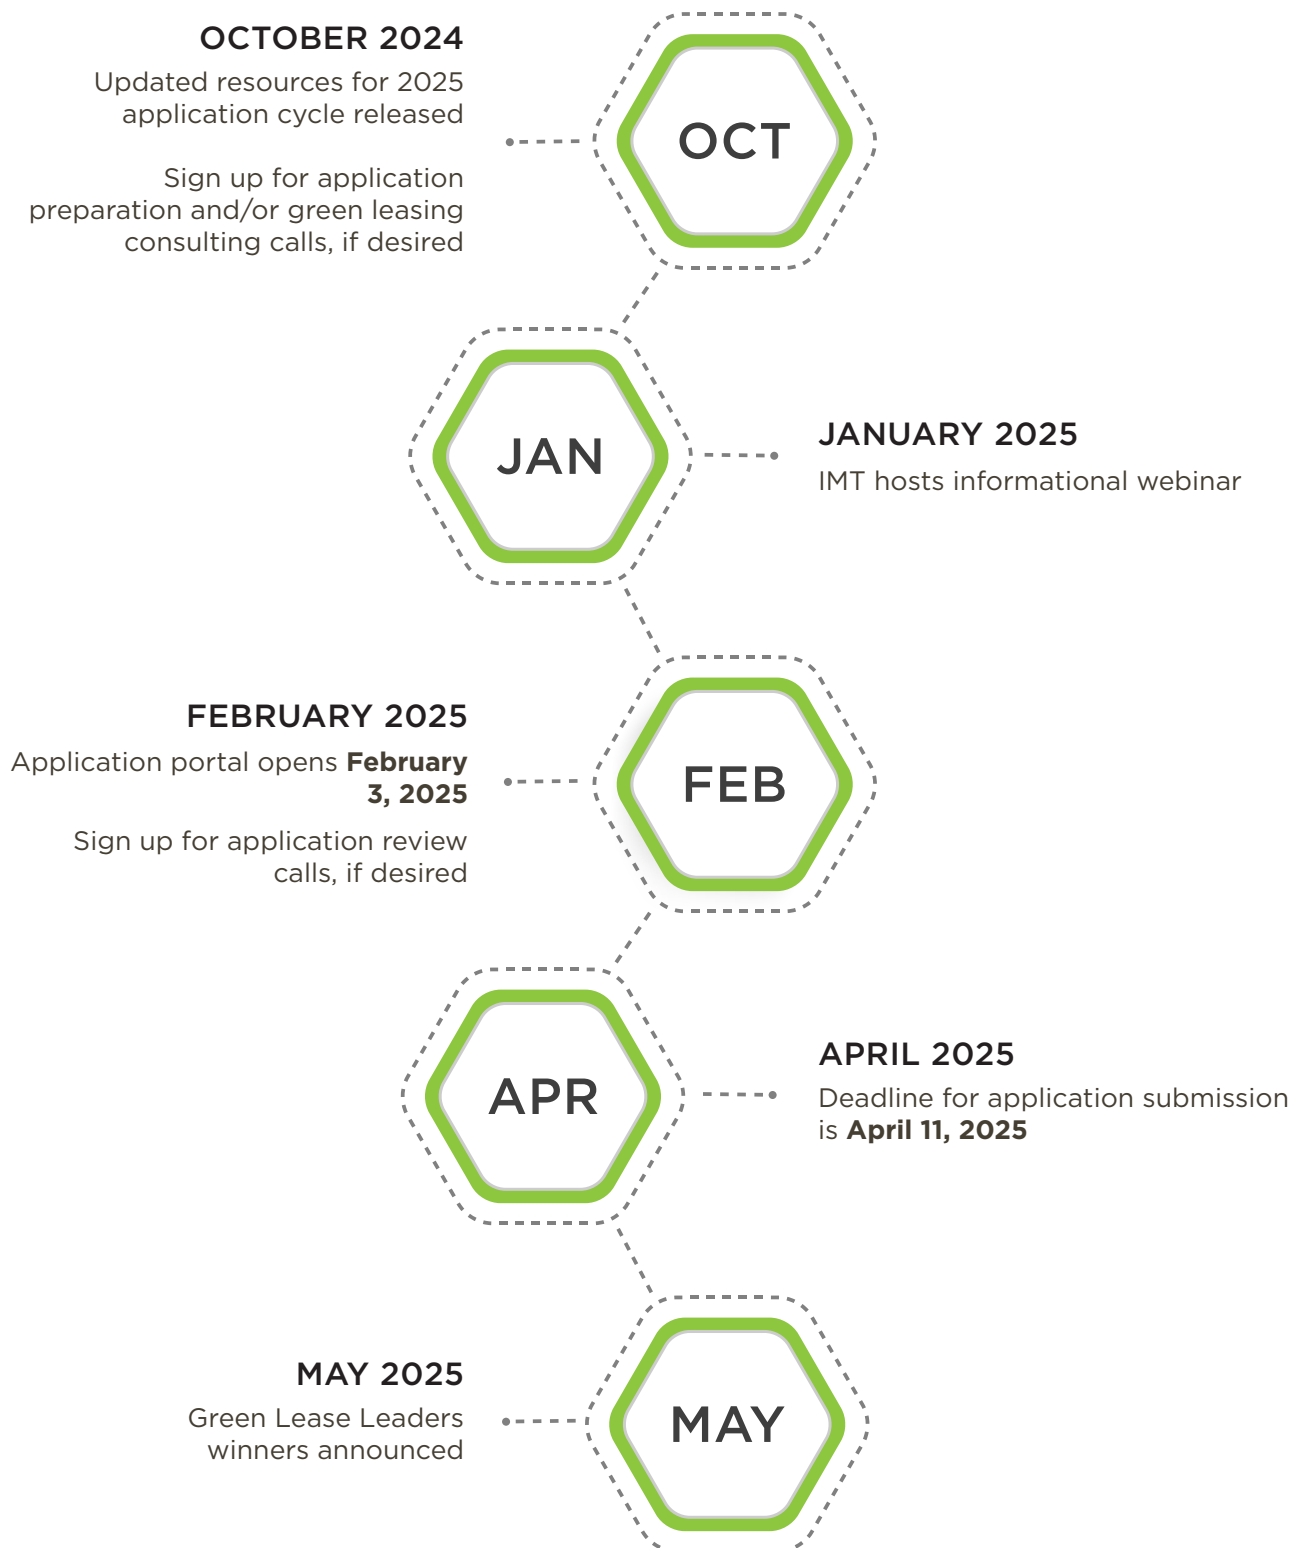 OCTOBER 2024
Updated resources for 2025
application cycle released
Sign up for application
preparation and/or green leasing
consulting calls, if desired
OCT
JAN
JANUARY 2025
IMT hosts informational webinar
FEBRUARY 2025
Application portal opens February
3, 2025
Sign up for application review
calls, if desired
FEB
APR
APRIL 2025
Deadline for application submission
is April 11, 2025
MAY 2025
Green Lease Leaders
winners announced
MAY